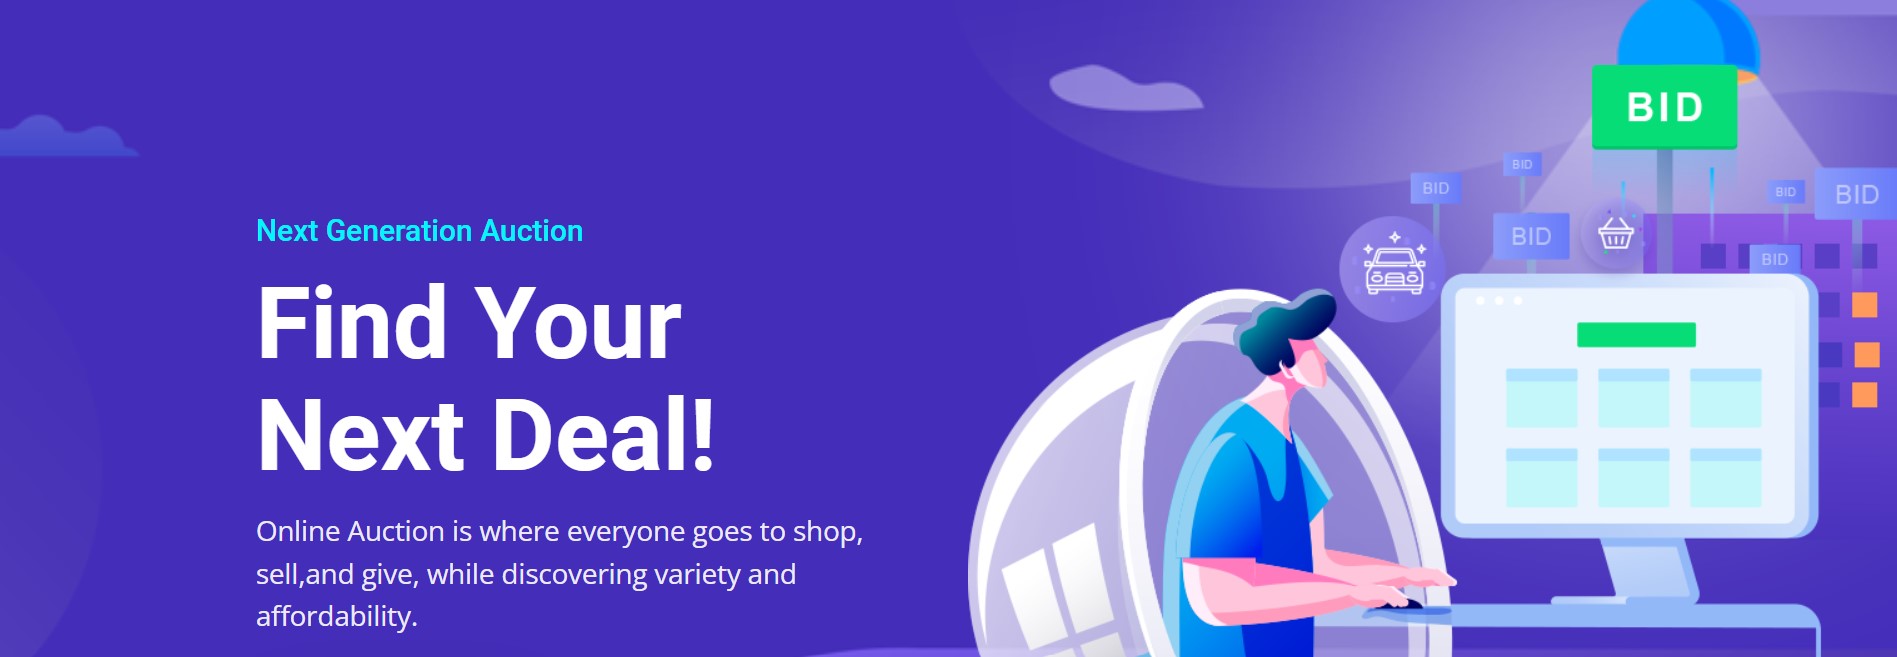 Next Generation Auction
Find Your
Next Deal!
Online Auction is where everyone goes to shop,
sell,and give, while discovering variety and
affordability.
BID
BID
BID
BID
BID
BID
BID